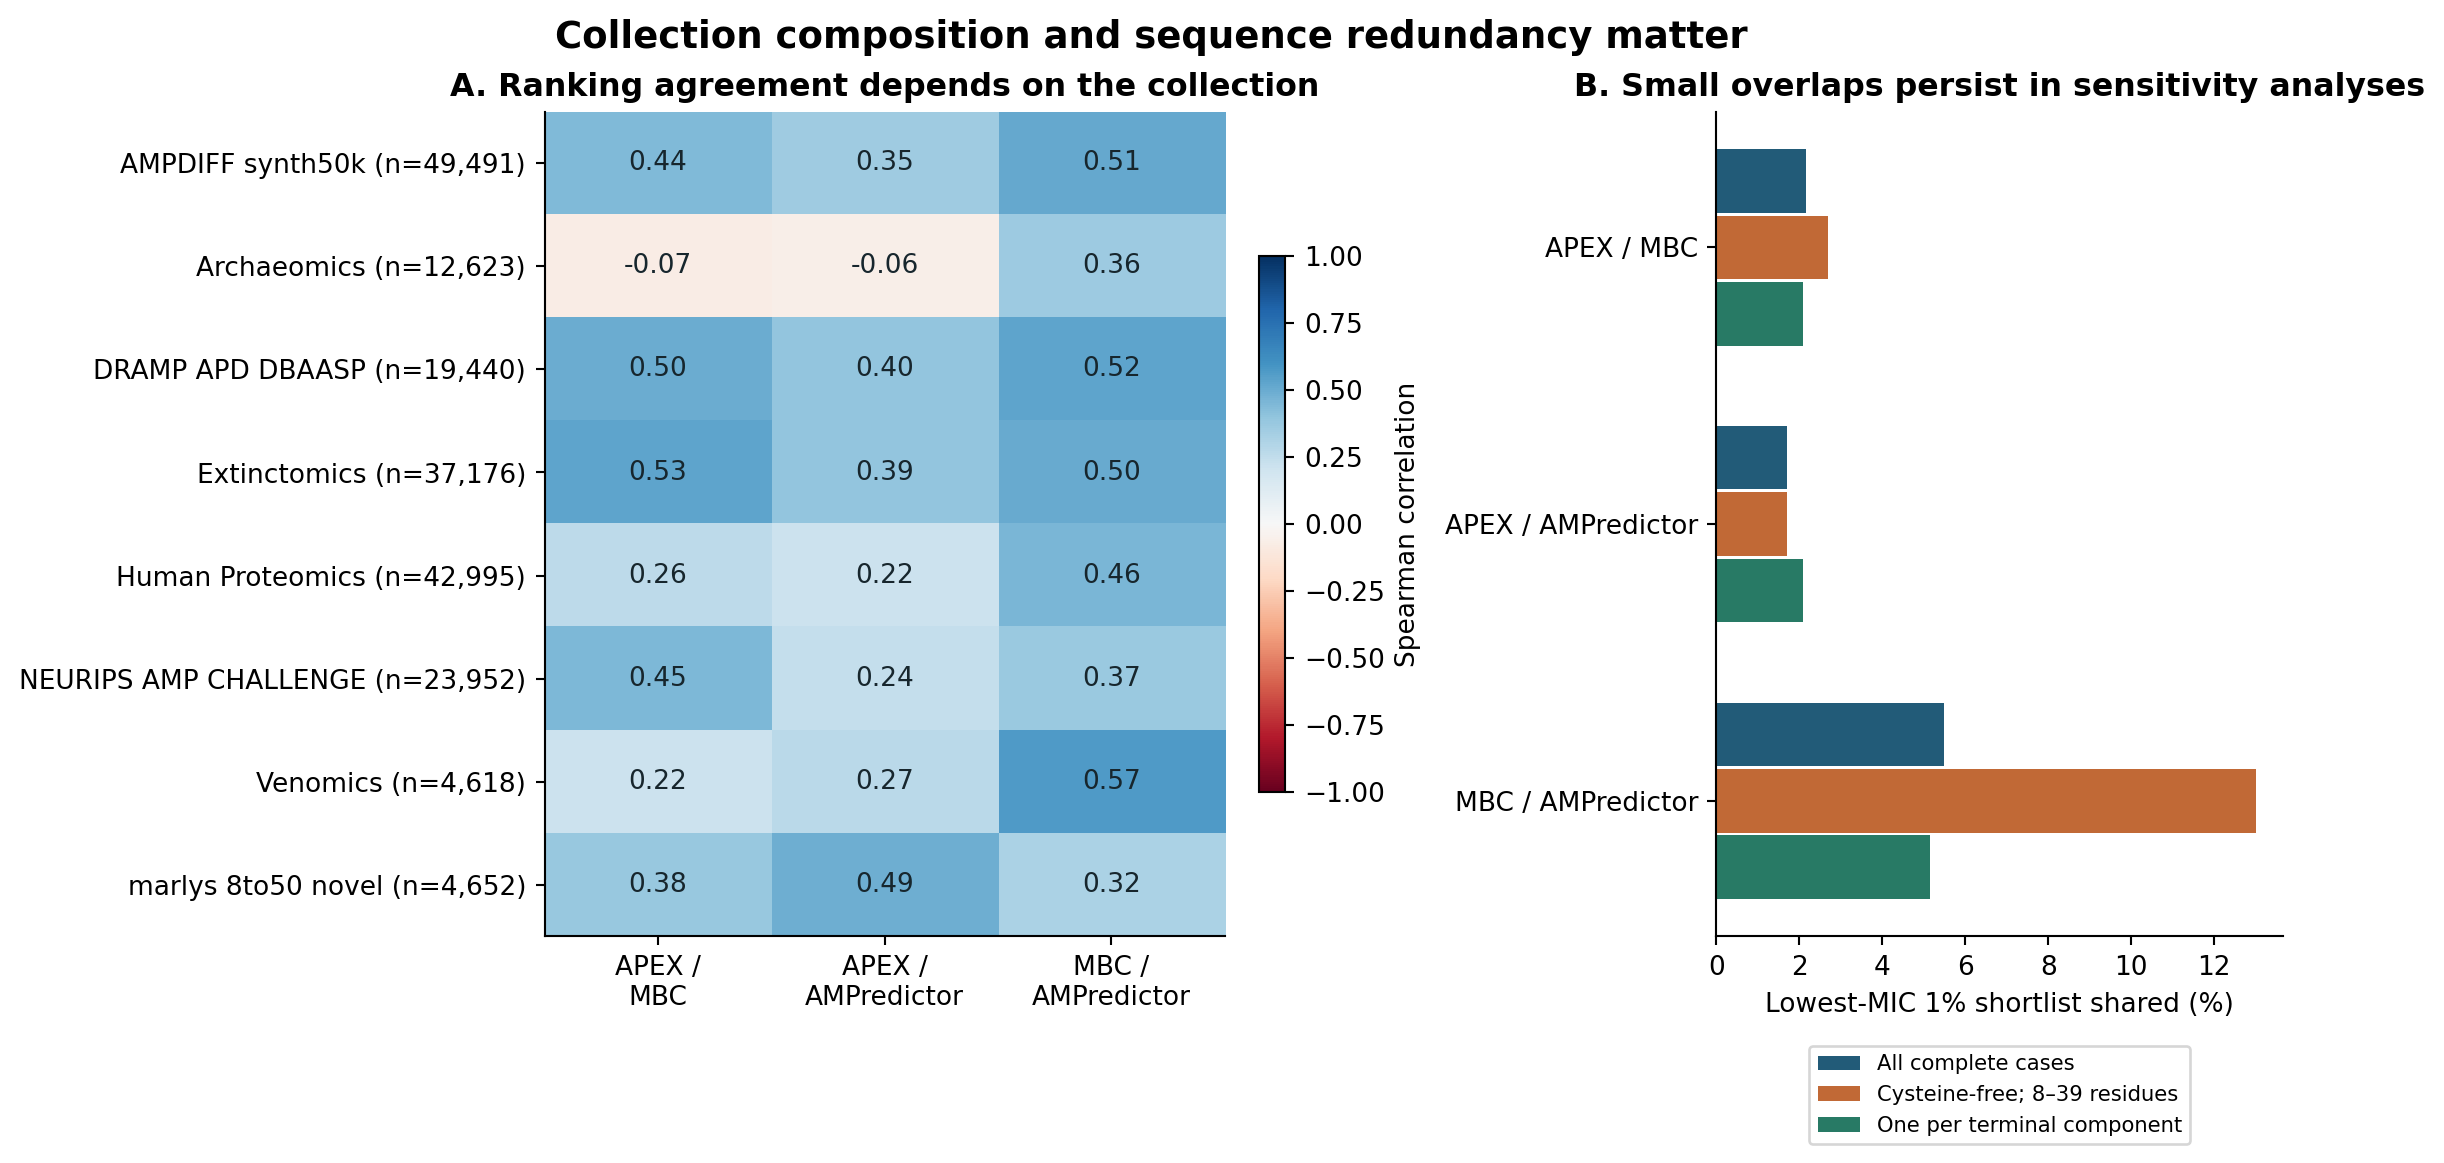 Collection composition and sequence redundancy matter
A. Ranking agreement depends on the collection
AMPDIFF synth50k (n=49,491)
0.44 0.35 0.51
Archaeomics (n=12,623)
-0.07 -0.06 0.36
DRAMP APD DBAASP (n=19,440)
0.50 0.40 0.52
Extinctomics (n=37,176)
0.53 0.39 0.50
Human Proteomics (n=42,995)
0.26 0.22 0.46
NEURIPS AMP CHALLENGE (n=23,952)
0.45 0.24 0.37
Venomics (n=4,618)
0.22 0.27 0.57
marlys 8to50 novel (n=4,652)
0.38 0.49 0.32
APEX /
MBC
APEX /
AMPredictor
MBC /
AMPredictor
1.00
0.75
0.50
0.25
0.00
−0.25
−0.50
−0.75
−1.00
Spearman correlation
B. Small overlaps persist in sensitivity analyses
APEX / MBC
APEX / AMPredictor
MBC / AMPredictor
0 2 4 6 8 10 12
Lowest-MIC 1% shortlist shared (%)
All complete cases
Cysteine-free; 8–39 residues
One per terminal component